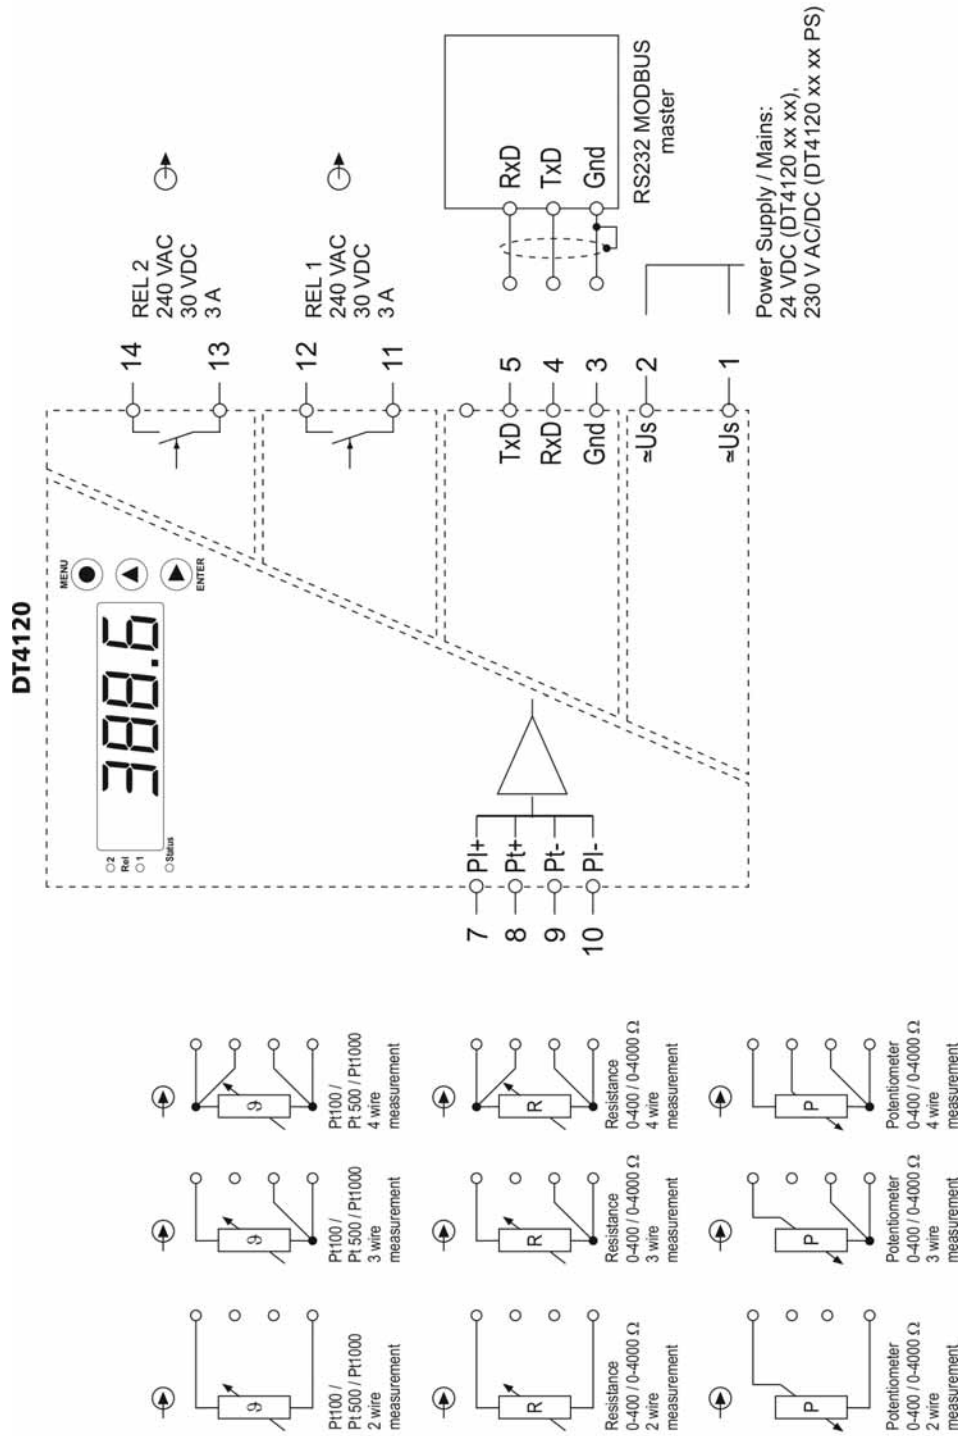 DT4120
MENU
ENTER
388.6
2
Rel
1
Status
14
13
REL 2
240 VAC
30 VDC
3 A
12
11
REL 1
240 VAC
30 VDC
3 A
TxD
5
RxD
4
Gnd
3
≃Us
2
≃Us
1
RxD
TxD
Gnd
RS232 MODBUS
master
Power Supply / Mains:
24 VDC (DT4120 xx xx),
230 V AC/DC (DT4120 xx xx PS)
7
PI+
8
Pt+
9
Pt-
10
PI-
ϑ
Pt100 /
Pt 500 / Pt1000
2 wire
measurement
ϑ
Pt100 /
Pt 500 / Pt1000
3 wire
measurement
ϑ
Pt100 /
Pt 500 / Pt1000
4 wire
measurement
R
Resistance
0-400 / 0-4000 Ω
2 wire
measurement
R
Resistance
0-400 / 0-4000 Ω
3 wire
measurement
R
Resistance
0-400 / 0-4000 Ω
4 wire
measurement
P
Potentiometer
0-400 / 0-4000 Ω
2 wire
measurement
P
Potentiometer
0-400 / 0-4000 Ω
3 wire
measurement
P
Potentiometer
0-400 / 0-4000 Ω
4 wire
measurement